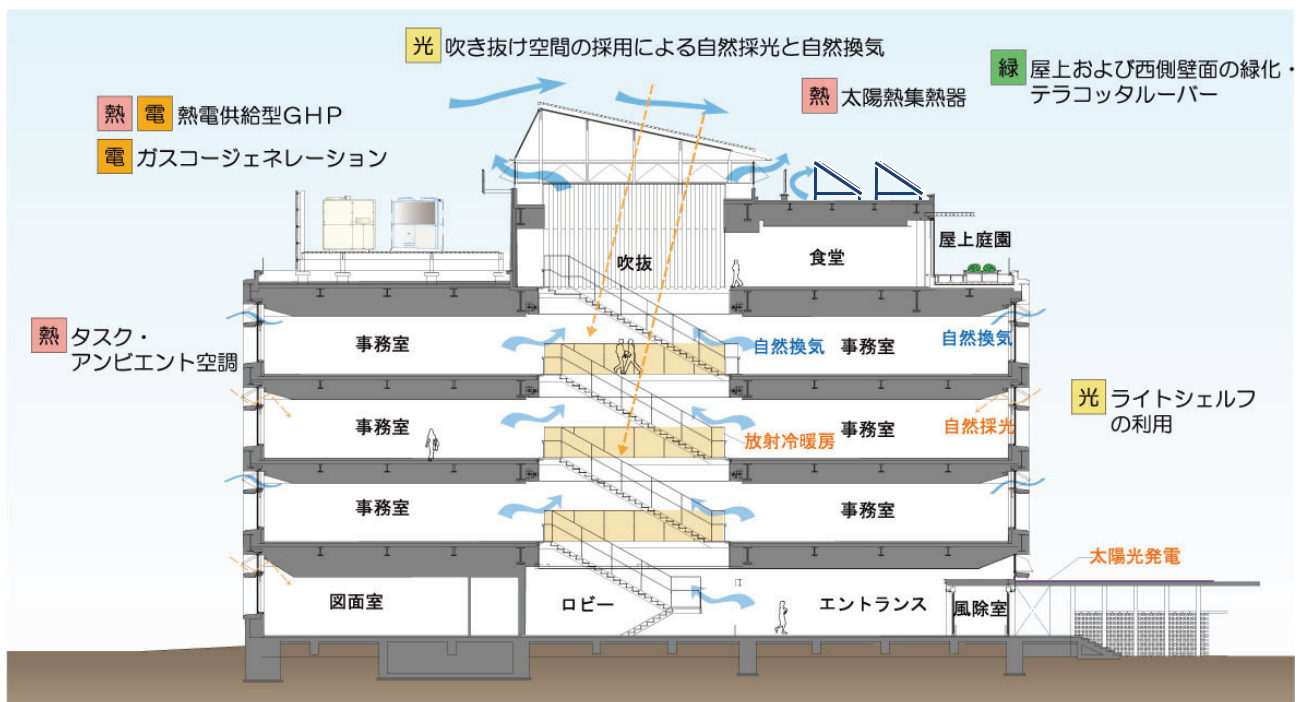 光 吹き抜け空間の採用による自然採光と自然換気
緑 屋上および西側壁面の緑化・
テラコッタルーバー
熱 太陽熱集熱器
熱 電 熱電供給型GHP
電 ガスコージェネレーション
屋上庭園
吹抜
食堂
熱 タスク・
アンビエント空調
事務室
自然換気
事務室
自然換気
光 ライトシェルフ
の利用
事務室
放射冷暖房
事務室
自然採光
事務室
事務室
太陽光発電
図面室
ロビー
エントランス
風除室